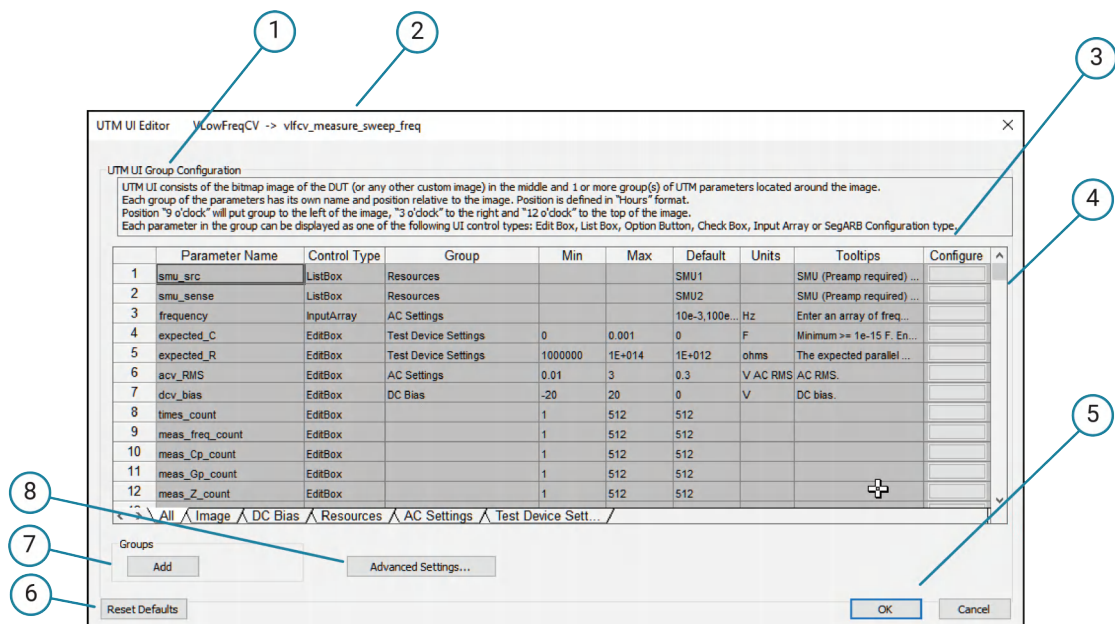 1
2
3
UTM UI Editor VLowFreqCV -> vlfcv_measure_sweep_freq
UTM UI Group Configuration
UTM UI consists of the bitmap image of the DUT (or any other custom image) in the middle and 1 or more group(s) of UTM parameters located around the image.
Each group of the parameters has its own name and position relative to the image. Position is defined in "Hours" format.
Position "9 o'clock" will put group to the left of the image, "3 o'clock" to the right and "12 o'clock" to the top of the image.
Each parameter in the group can be displayed as one of the following UI control types: Edit Box, List Box, Option Button, Check Box, Input Array or SegARB Configuration type.
4
Parameter Name Control Type Group Min Max Default Units Tooltips Configure
1 smu_src ListBox Resources SMU1 SMU (Preamp required) ...
2 smu_sense ListBox Resources SMU2 SMU (Preamp required) ...
3 frequency InputArray AC Settings 10e-3,100e... Hz Enter an array of freq...
4 expected_C EditBox Test Device Settings 0 0.001 0 F Minimum >= 1e-15 F. En...
5 expected_R EditBox Test Device Settings 1000000 1E+014 1E+012 ohms The expected parallel ...
6 acv_RMS EditBox AC Settings 0.01 3 0.3 V AC RMS AC RMS.
7 dcv_bias EditBox DC Bias -20 20 0 V DC bias.
8 times_count EditBox 1 512 512
9 meas_freq_count EditBox 1 512 512
10 meas_Cp_count EditBox 1 512 512
11 meas_Gp_count EditBox 1 512 512
12 meas_Z_count EditBox 1 512 512
5
8
All Image DC Bias Resources AC Settings Test Device Sett...
7
Groups
Add Advanced Settings...
6
Reset Defaults OK Cancel